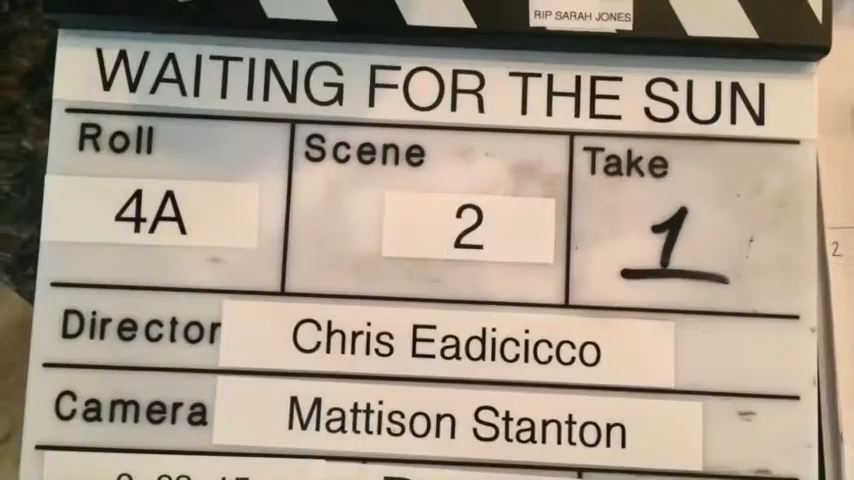 RIP SARAH JONES
WAITING FOR THE SUN
Roll Scene Take
4A 2 1
2
Director Chris Eadicicco
Camera Mattison Stanton